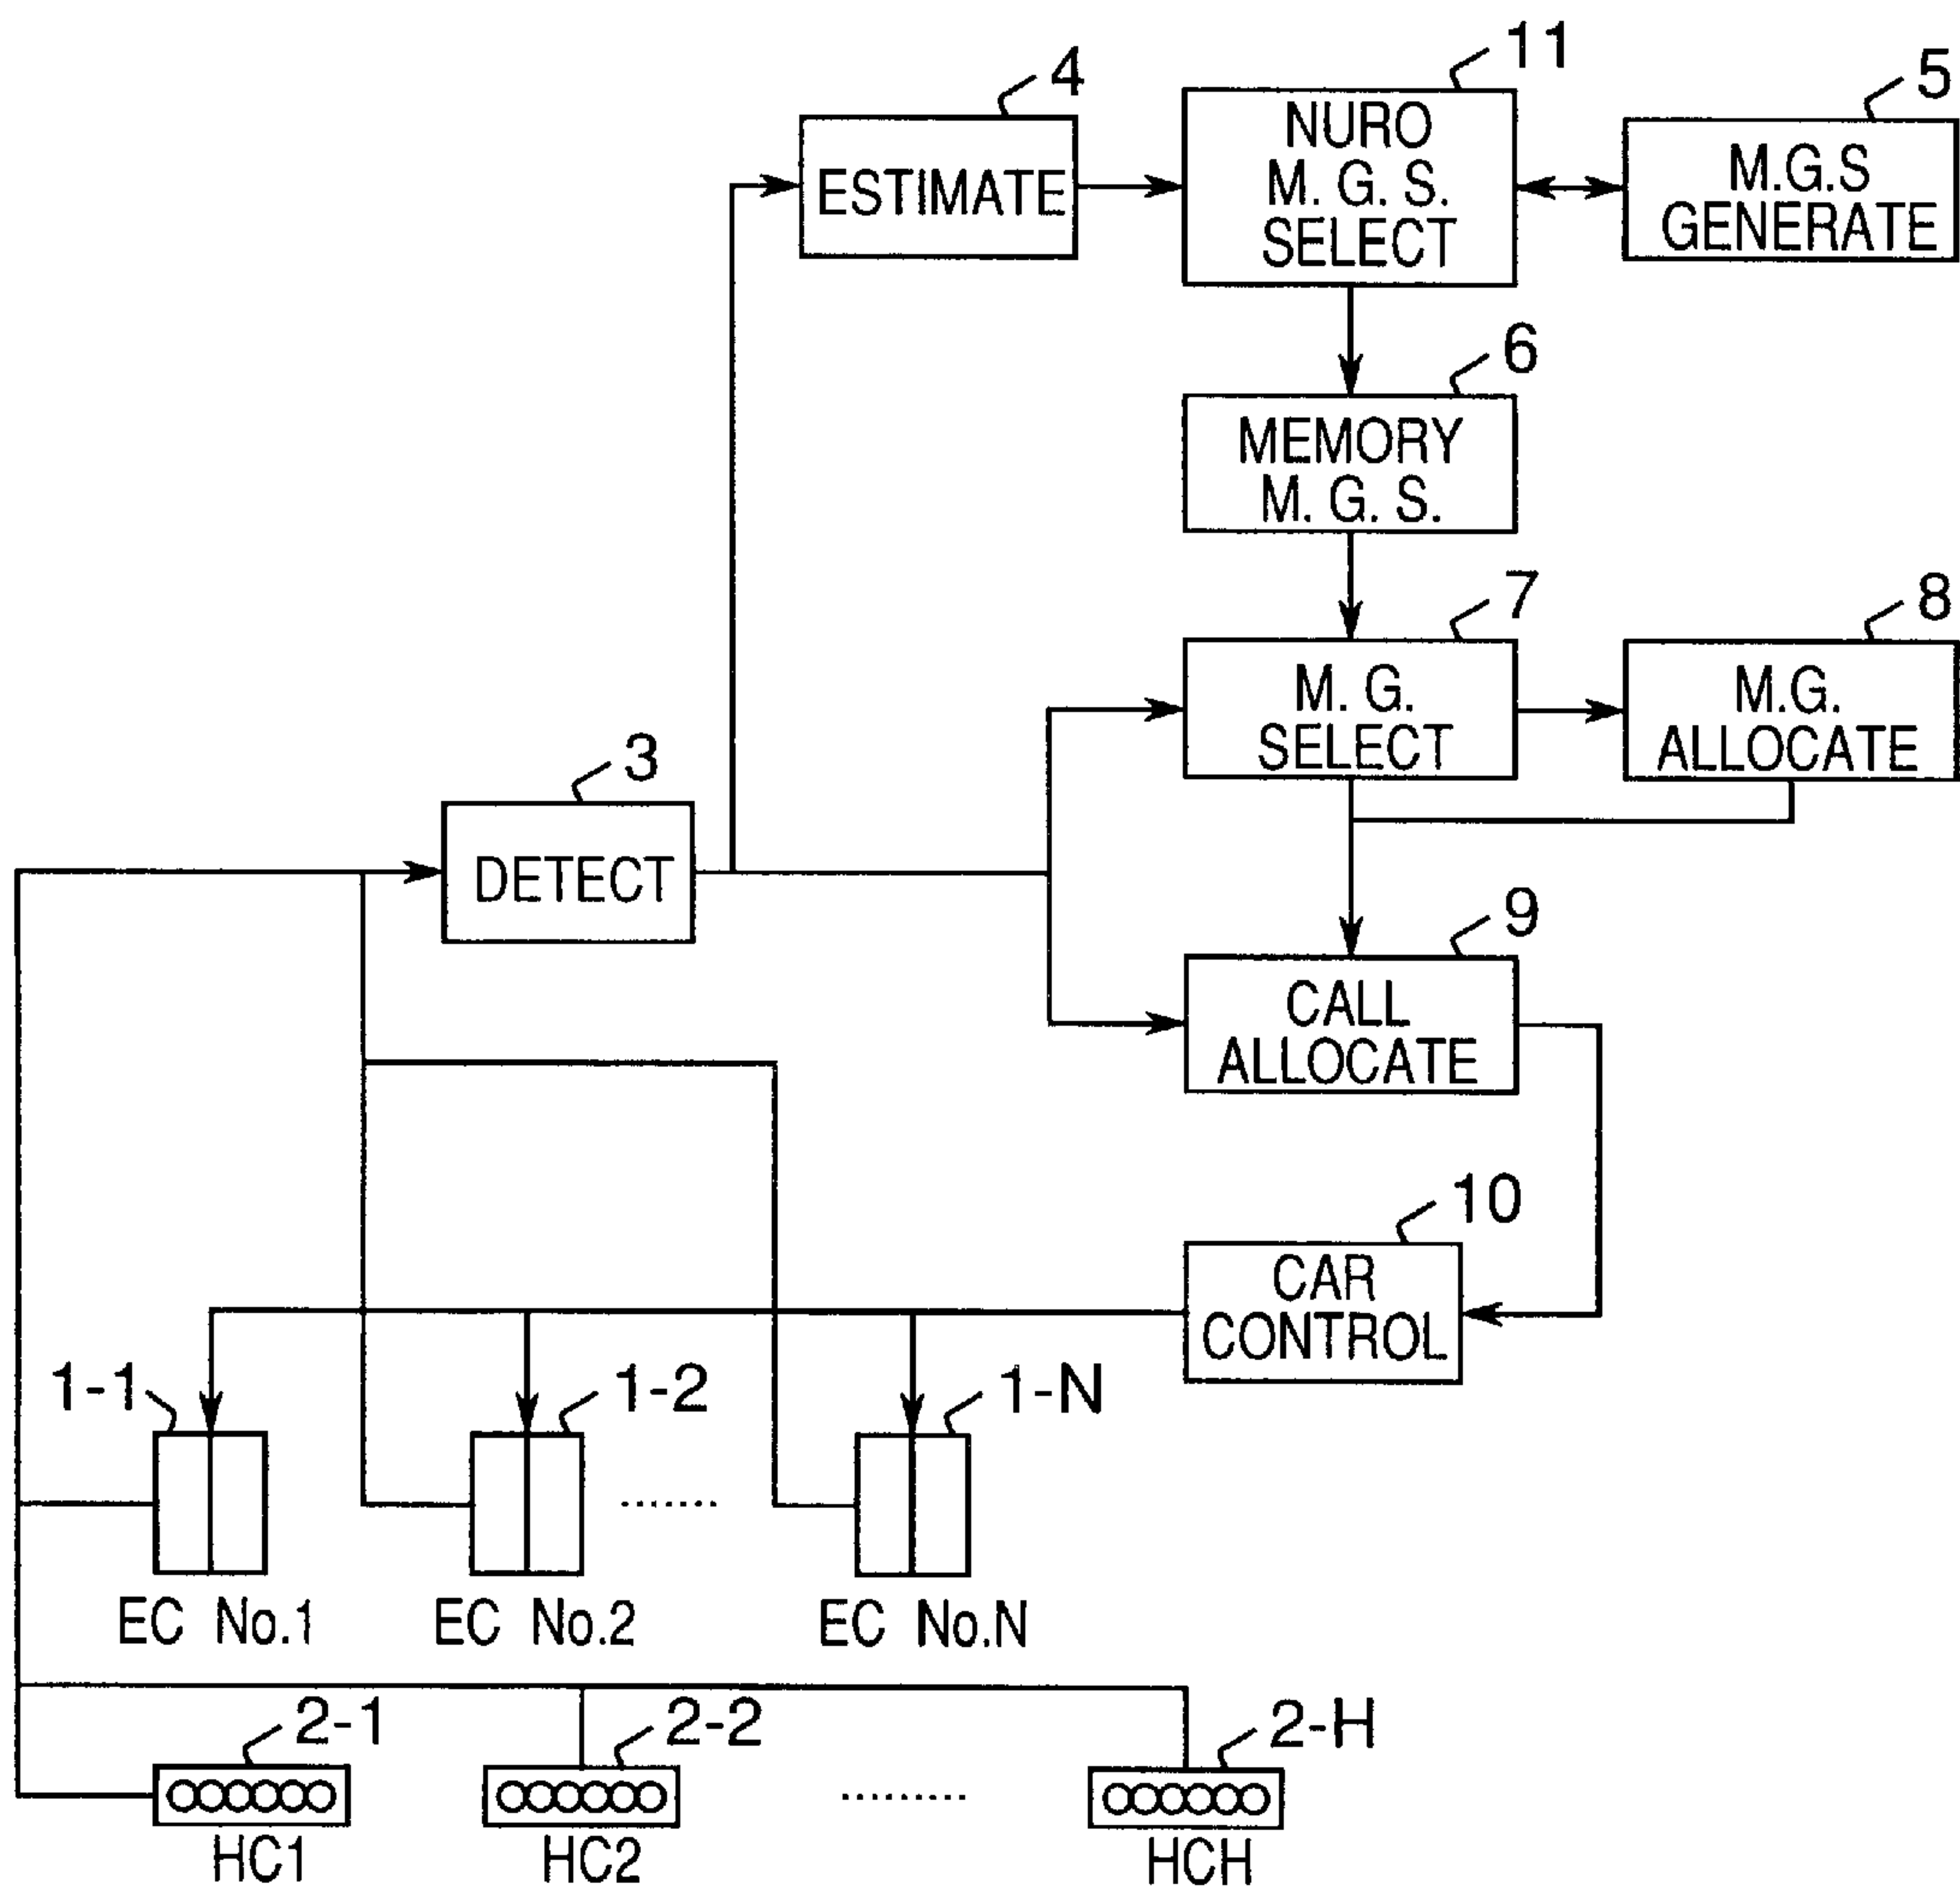 11
4
5
NURO
M. G. S.
SELECT
ESTIMATE
M.G.S
GENERATE
6
MEMORY
M. G. S.
7
8
M. G.
SELECT
M.G.
ALLOCATE
3
DETECT
9
CALL
ALLOCATE
10
CAR
CONTROL
1-1
1-2
1-N
.......
EC No.1
EC No.2
EC No.N
2-1
2-2
2-H
.........
HC1
HC2
HCH